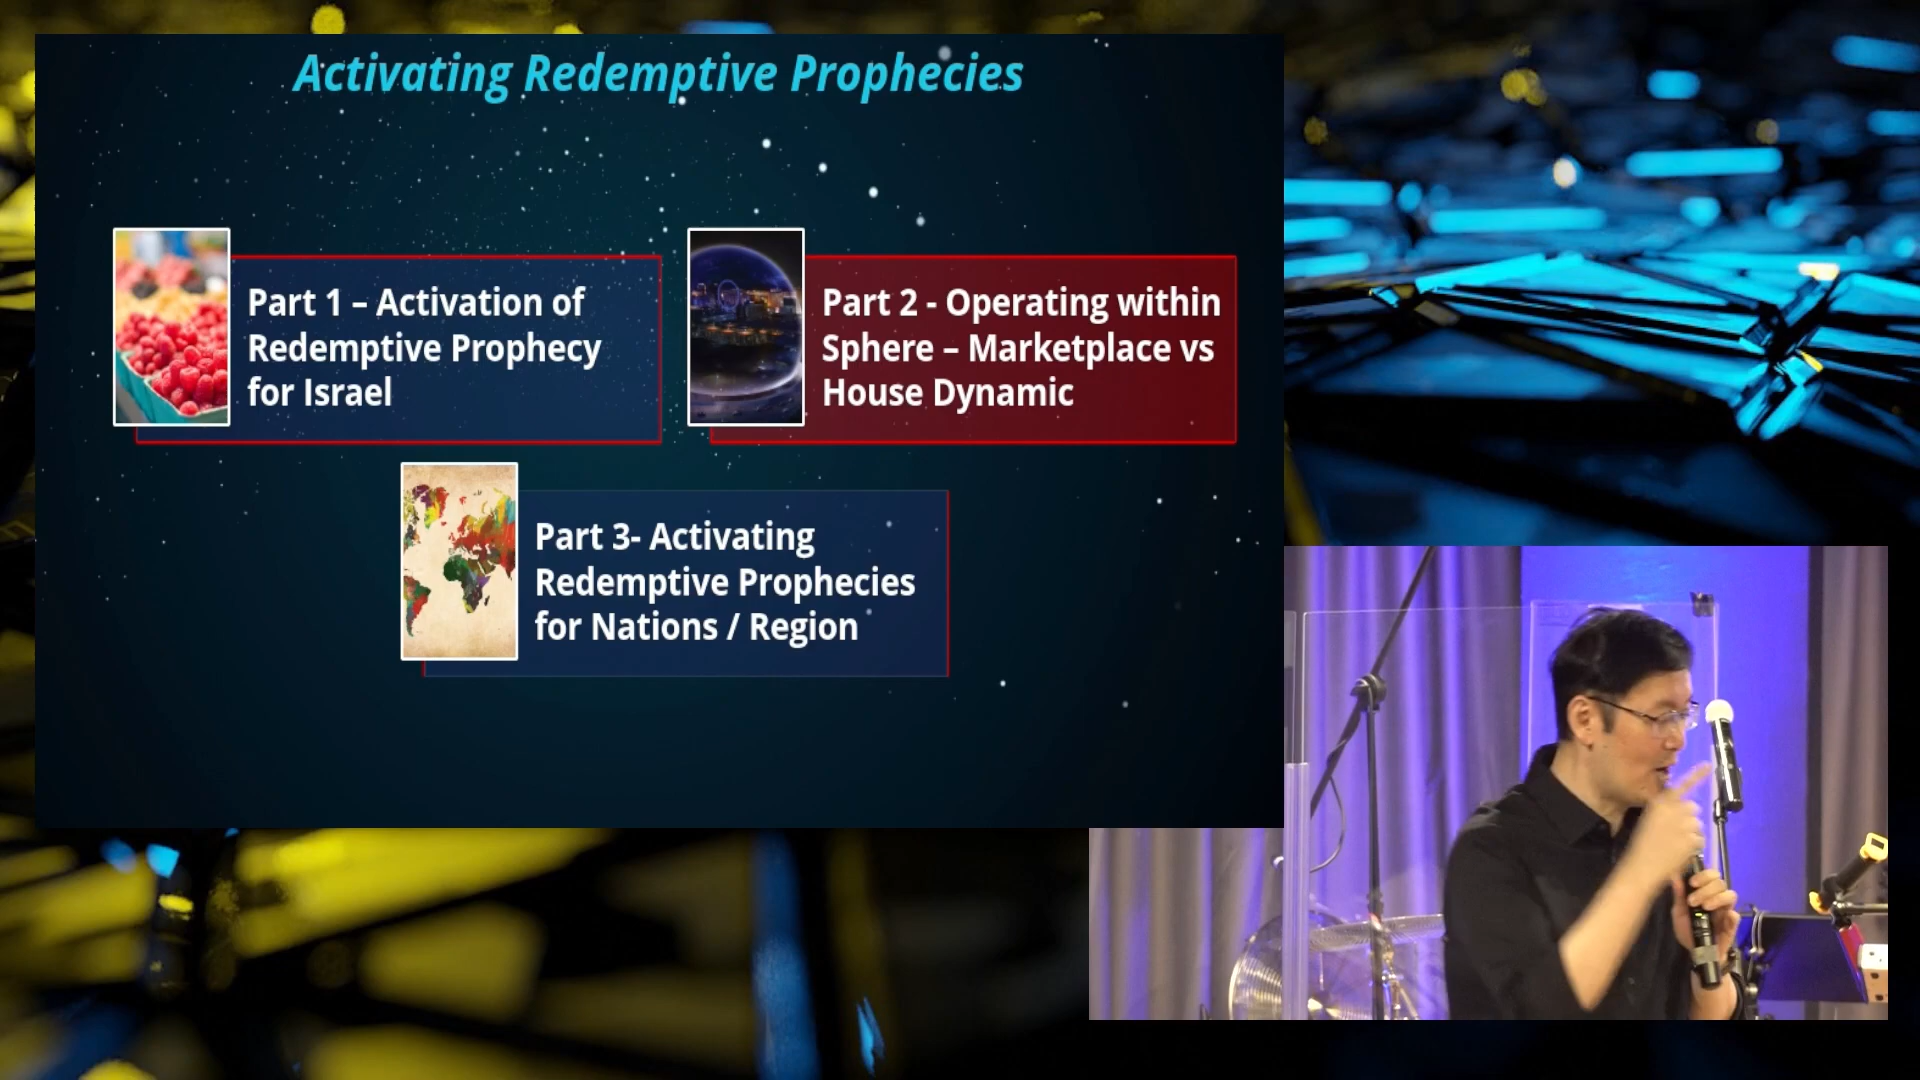 Activating Redemptive Prophecies
Part 1 – Activation of
Redemptive Prophecy
for Israel
Part 2 - Operating within
Sphere – Marketplace vs
House Dynamic
Part 3- Activating
Redemptive Prophecies
for Nations / Region